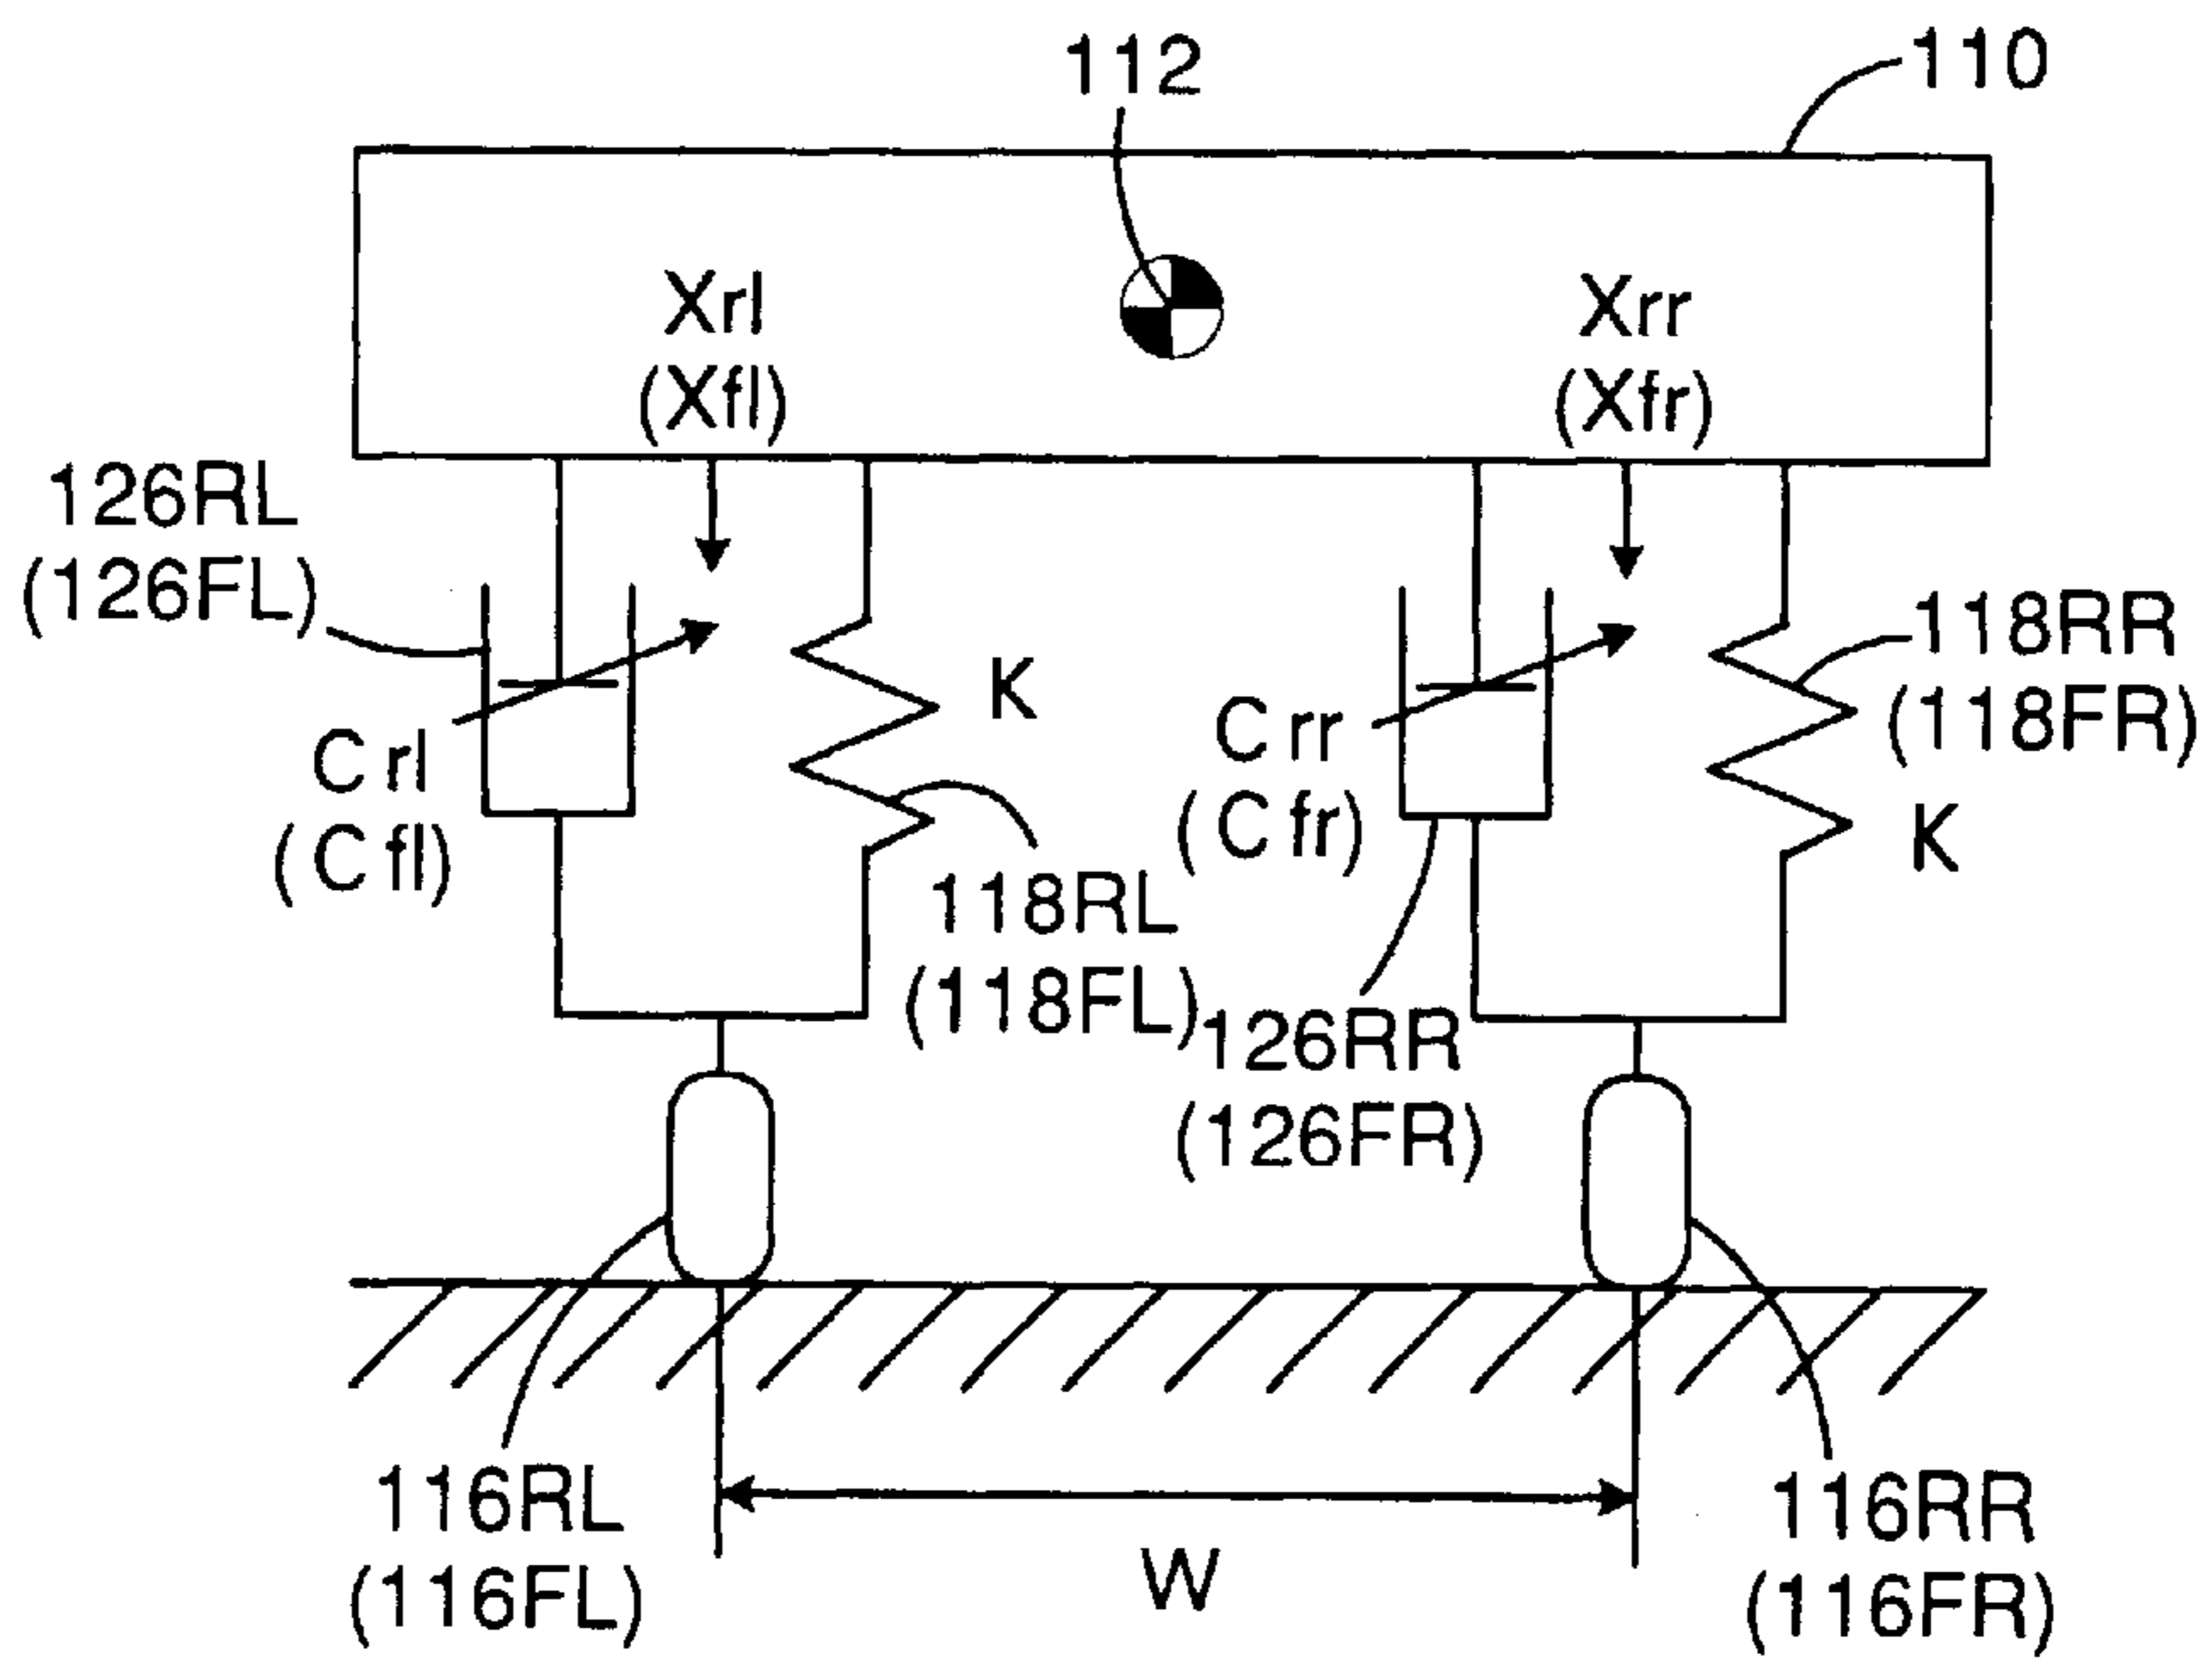 112
110
Xrl
(Xfl)
Xrr
(Xfr)
126RL
(126FL)
118RR
(118FR)
K
C rl
(C fl)
C rr
(C fr)
K
118RL
(118FL)
126RR
(126FR)
116RL
(116FL)
W
116RR
(116FR)